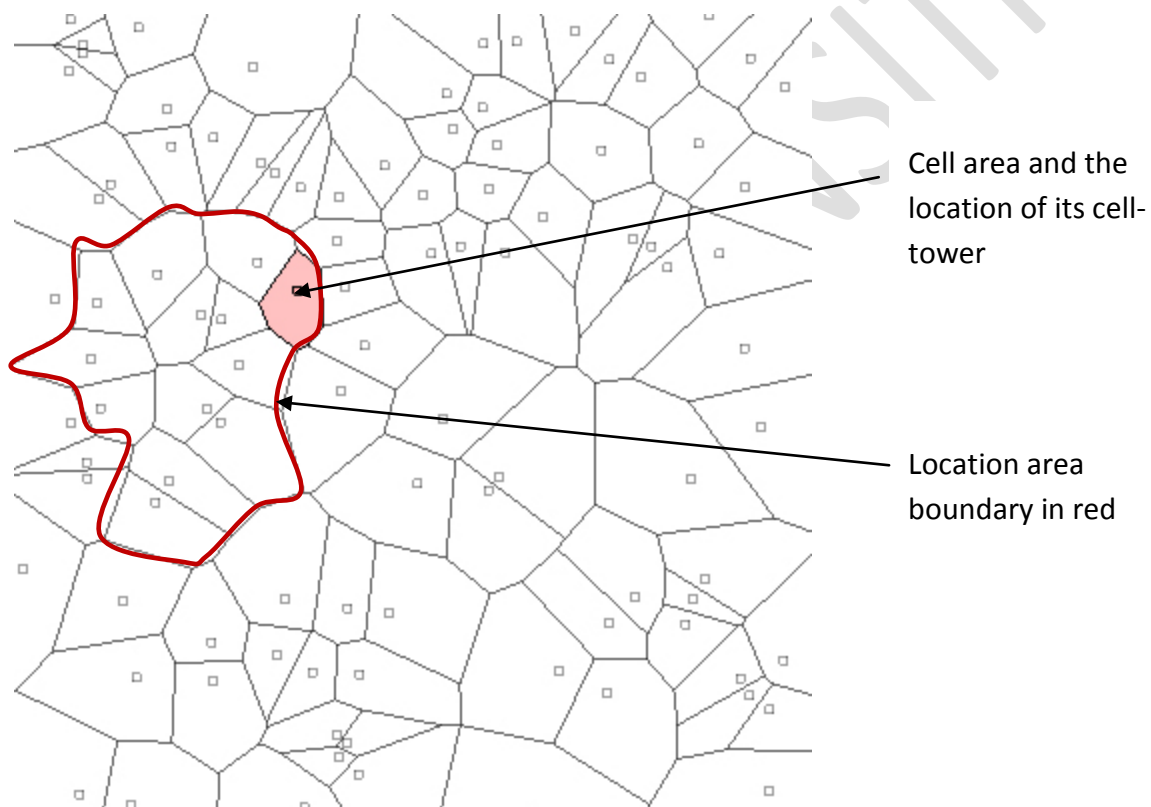 Cell area and the
location of its cell-
tower
Location area
boundary in red